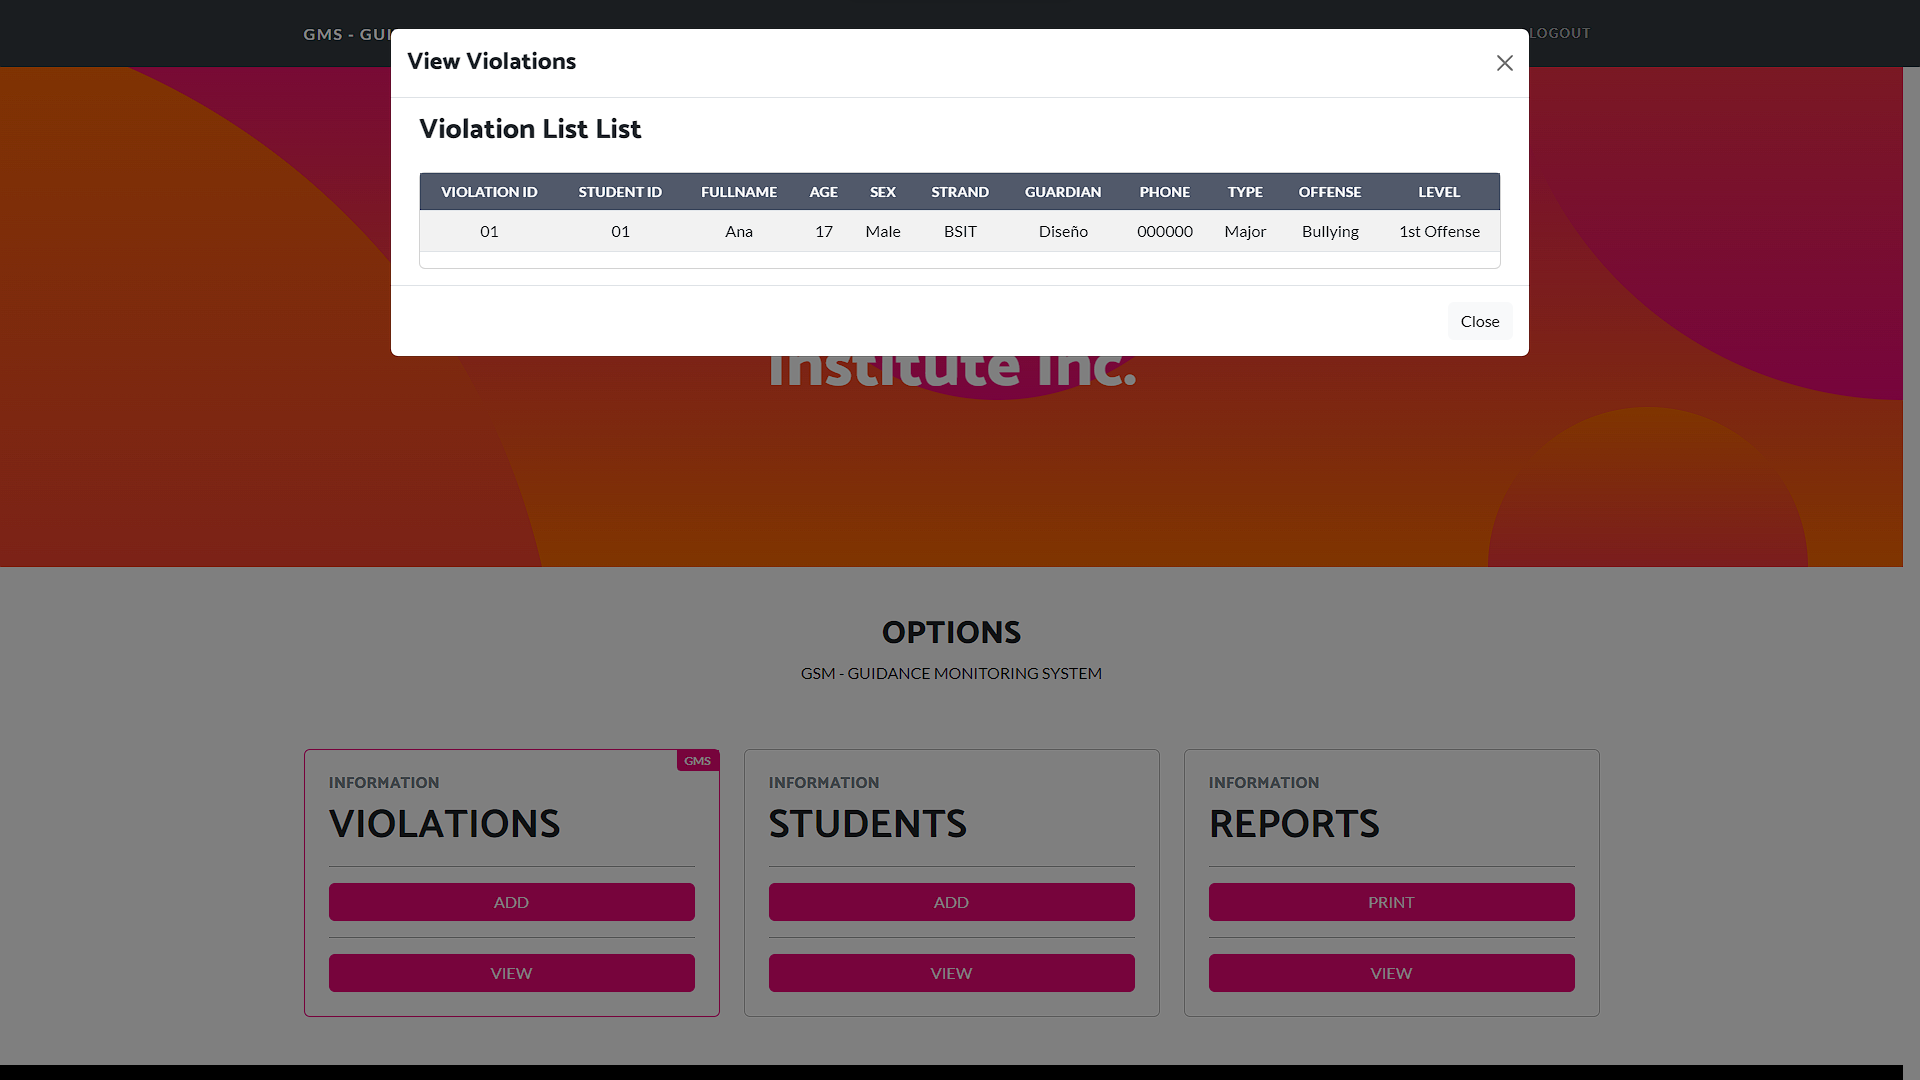 GMS - GUI
LOGOUT
View Violations
Violation List List
VIOLATION ID STUDENT ID FULLNAME AGE SEX STRAND GUARDIAN PHONE TYPE OFFENSE LEVEL
01 01 Ana 17 Male BSIT Diseño 000000 Major Bullying 1st Offense
Close
Institute Inc.
OPTIONS
GSM - GUIDANCE MONITORING SYSTEM
GMS
INFORMATION
VIOLATIONS
ADD
VIEW
INFORMATION
STUDENTS
ADD
VIEW
INFORMATION
REPORTS
PRINT
VIEW